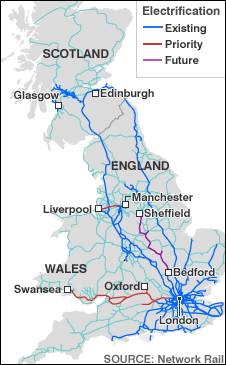 Electrification
Existing
Priority
Future
SCOTLAND
Glasgow
Edinburgh
ENGLAND
Manchester
Liverpool
Sheffield
WALES
Bedford
Swansea
Oxford
London
SOURCE: Network Rail